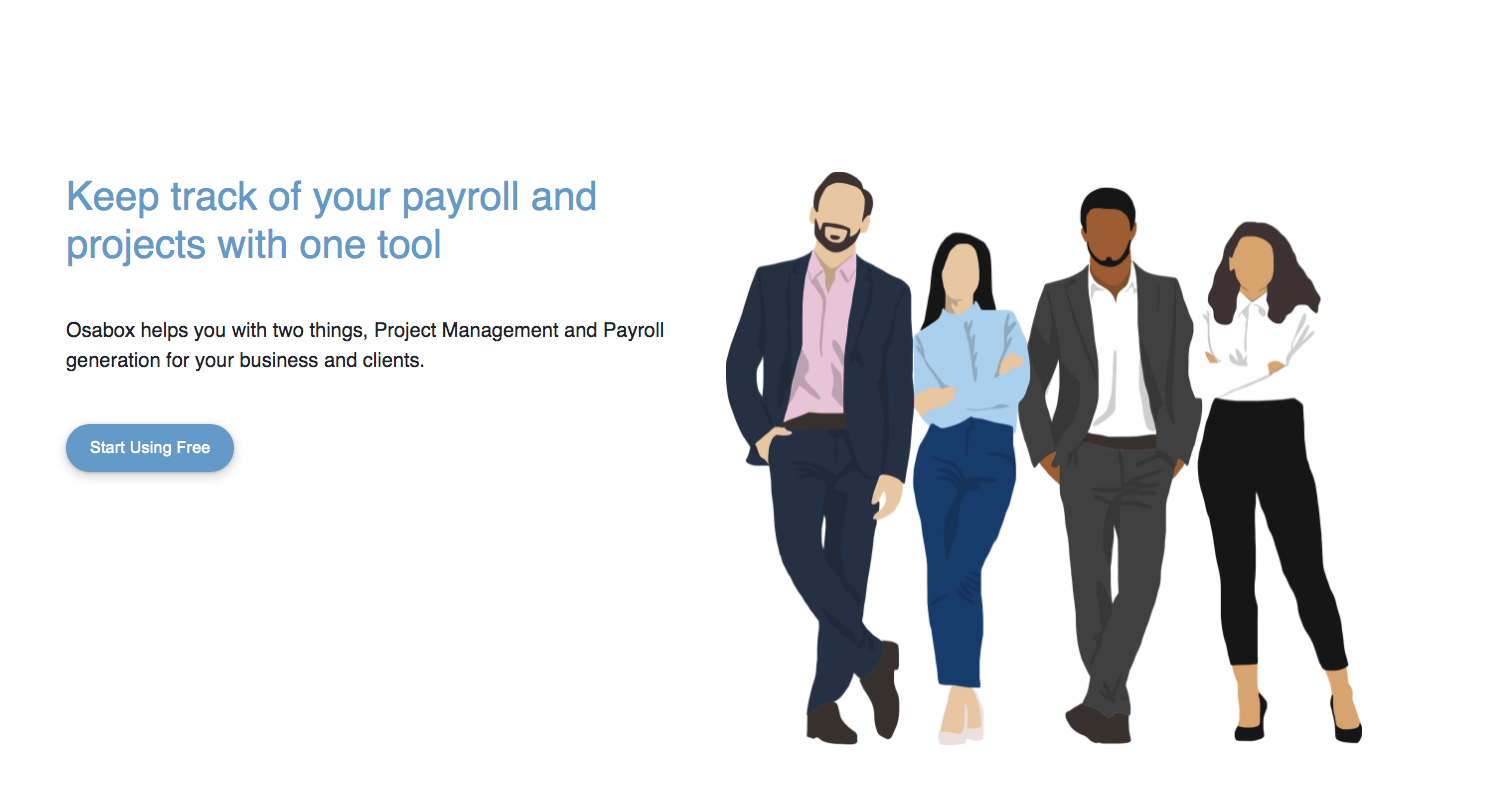 Keep track of your payroll and
projects with one tool
Osabox helps you with two things, Project Management and Payroll
generation for your business and clients.
Start Using Free